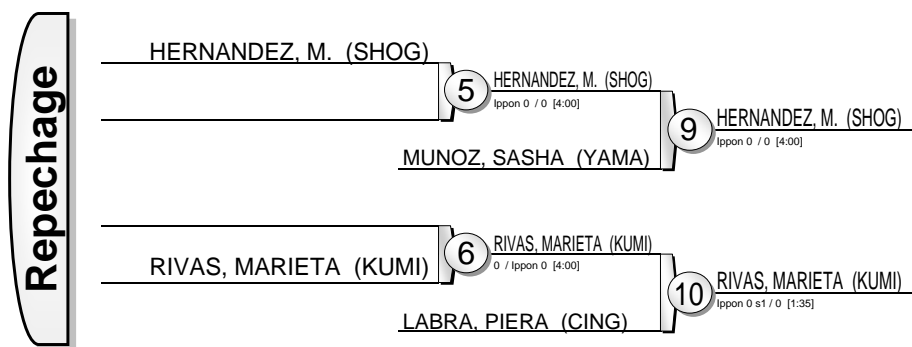 Repechage
HERNANDEZ, M. (SHOG)
5
HERNANDEZ, M. (SHOG)
Ippon 0 / 0 [4:00]
MUNOZ, SASHA (YAMA)
9
HERNANDEZ, M. (SHOG)
Ippon 0 / 0 [4:00]
RIVAS, MARIETA (KUMI)
6
RIVAS, MARIETA (KUMI)
0 / Ippon 0 [4:00]
LABRA, PIERA (CING)
10
RIVAS, MARIETA (KUMI)
Ippon 0 s1 / 0 [1:35]